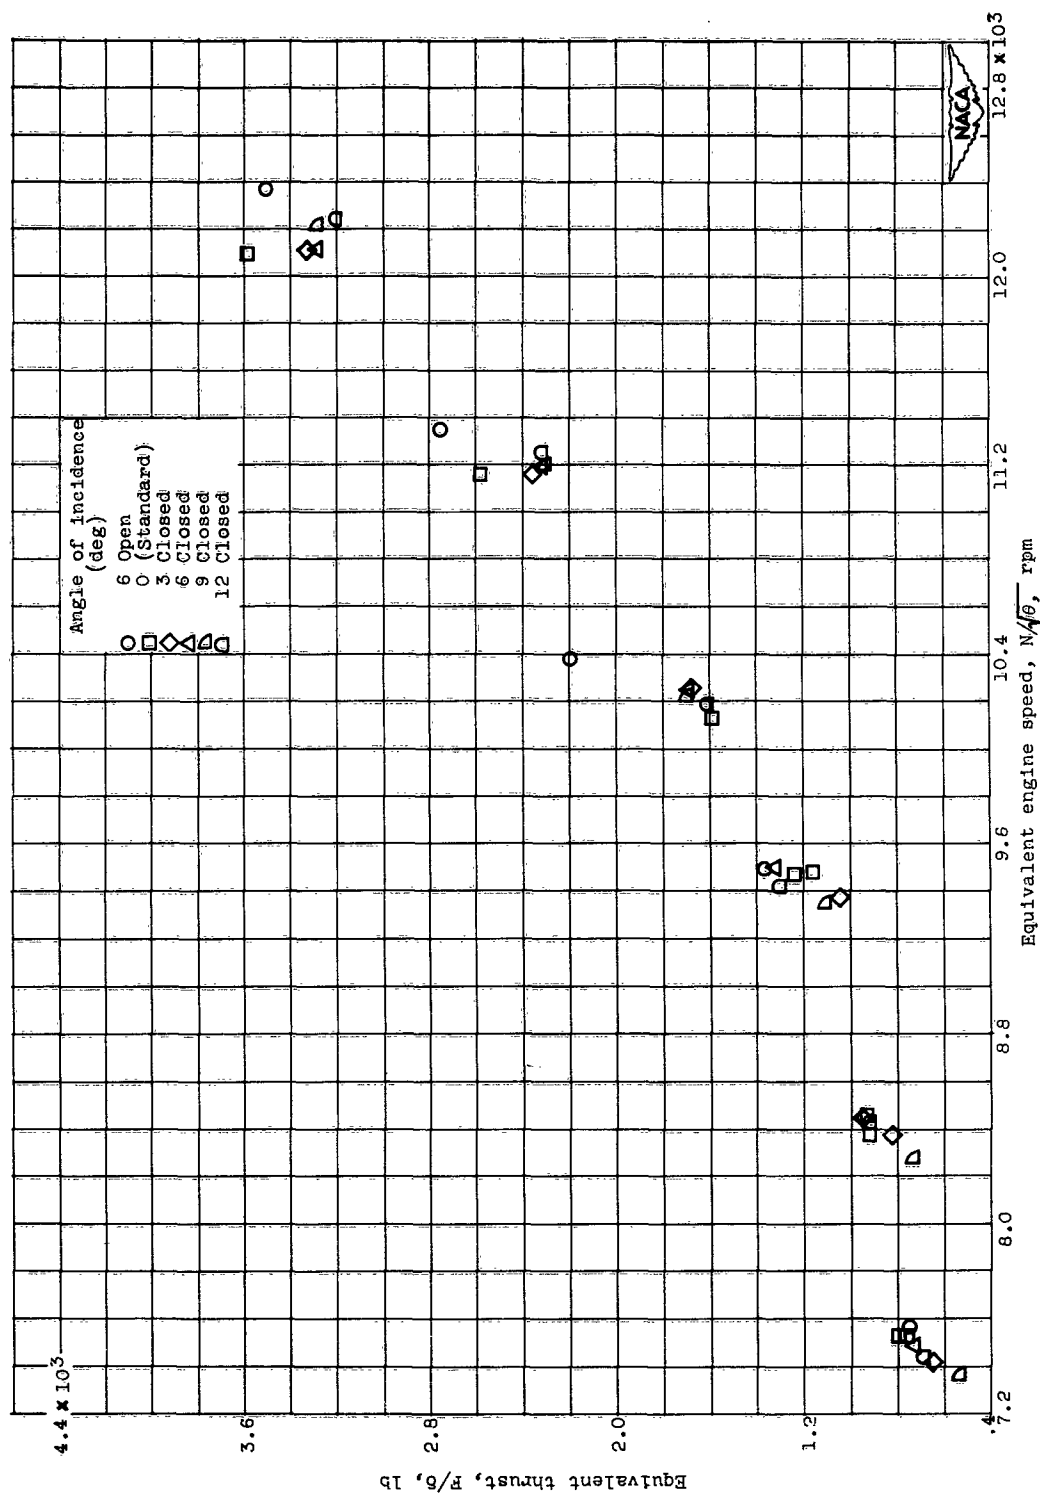 4.4 × 10³
3.6
2.8
2.0
1.2
.4
Equivalent thrust, F/δ, lb
Angle of incidence
(deg)
6 Open
0 (Standard)
3 Closed
6 Closed
9 Closed
12 Closed
NACA
7.2
8.0
8.8
9.6
10.4
11.2
12.0
12.8 × 10³
Equivalent engine speed, N/√θ, rpm